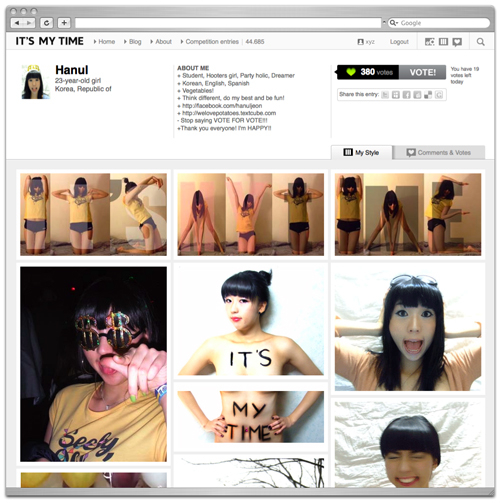 Google
IT'S MY TIME
Home
Blog
About
Competition entries | 44.685
xyz
Logout
Hanul
23-year-old girl
Korea, Republic of
ABOUT ME
+ Student, Hooters girl, Party holic, Dreamer
+ Korean, English, Spanish
+ Vegetables!
+ Think different, do my best and be fun!
+ http://facebook.com/hanuljeon
+ http://welovepotatoes.textcube.com
- Stop saying VOTE FOR VOTE!!!
+Thank you everyone! I'm HAPPY!!
380 votes
VOTE!
You have 19
votes left
today
Share this entry:
My Style
Comments & Votes
IT'S
MY
TIME